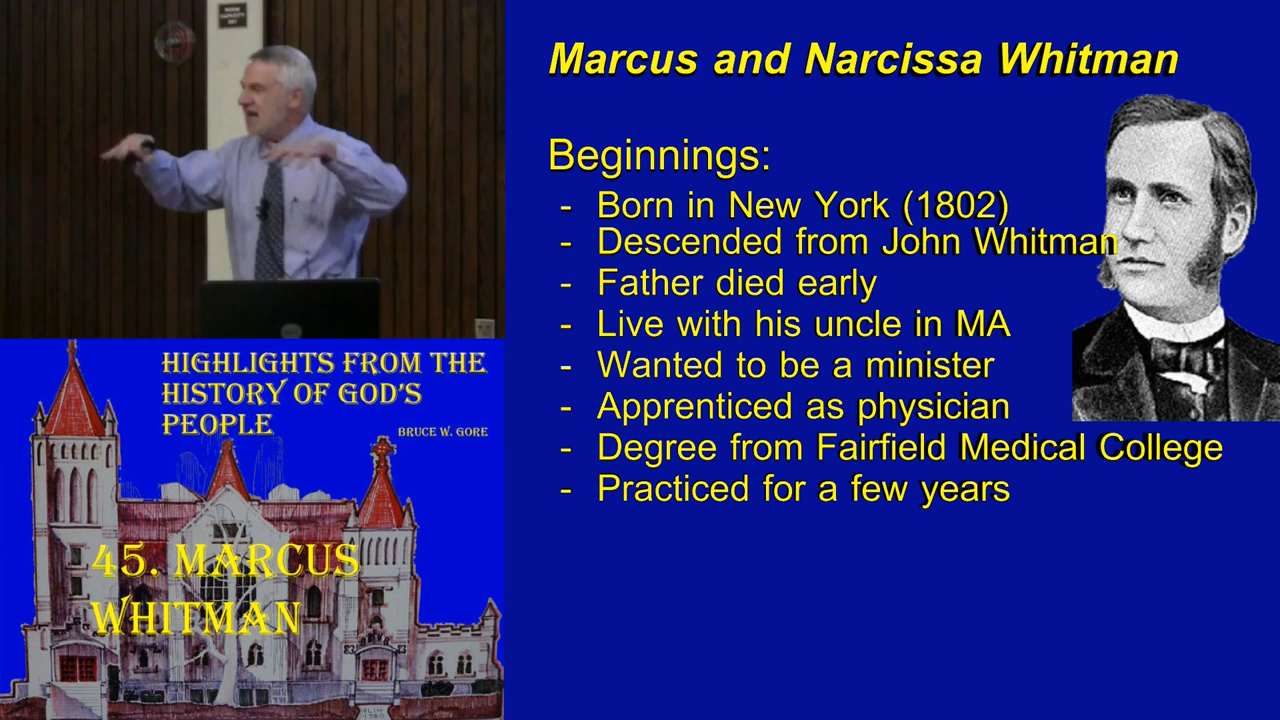 ROOM
CAPACITY
Marcus and Narcissa Whitman
Beginnings:
- Born in New York (1802)
- Descended from John Whitman
- Father died early
- Live with his uncle in MA
- Wanted to be a minister
- Apprenticed as physician
- Degree from Fairfield Medical College
- Practiced for a few years
HIGHLIGHTS FROM THE
HISTORY OF GOD'S
PEOPLE
BRUCE W. GORE
45. MARCUS
WHITMAN